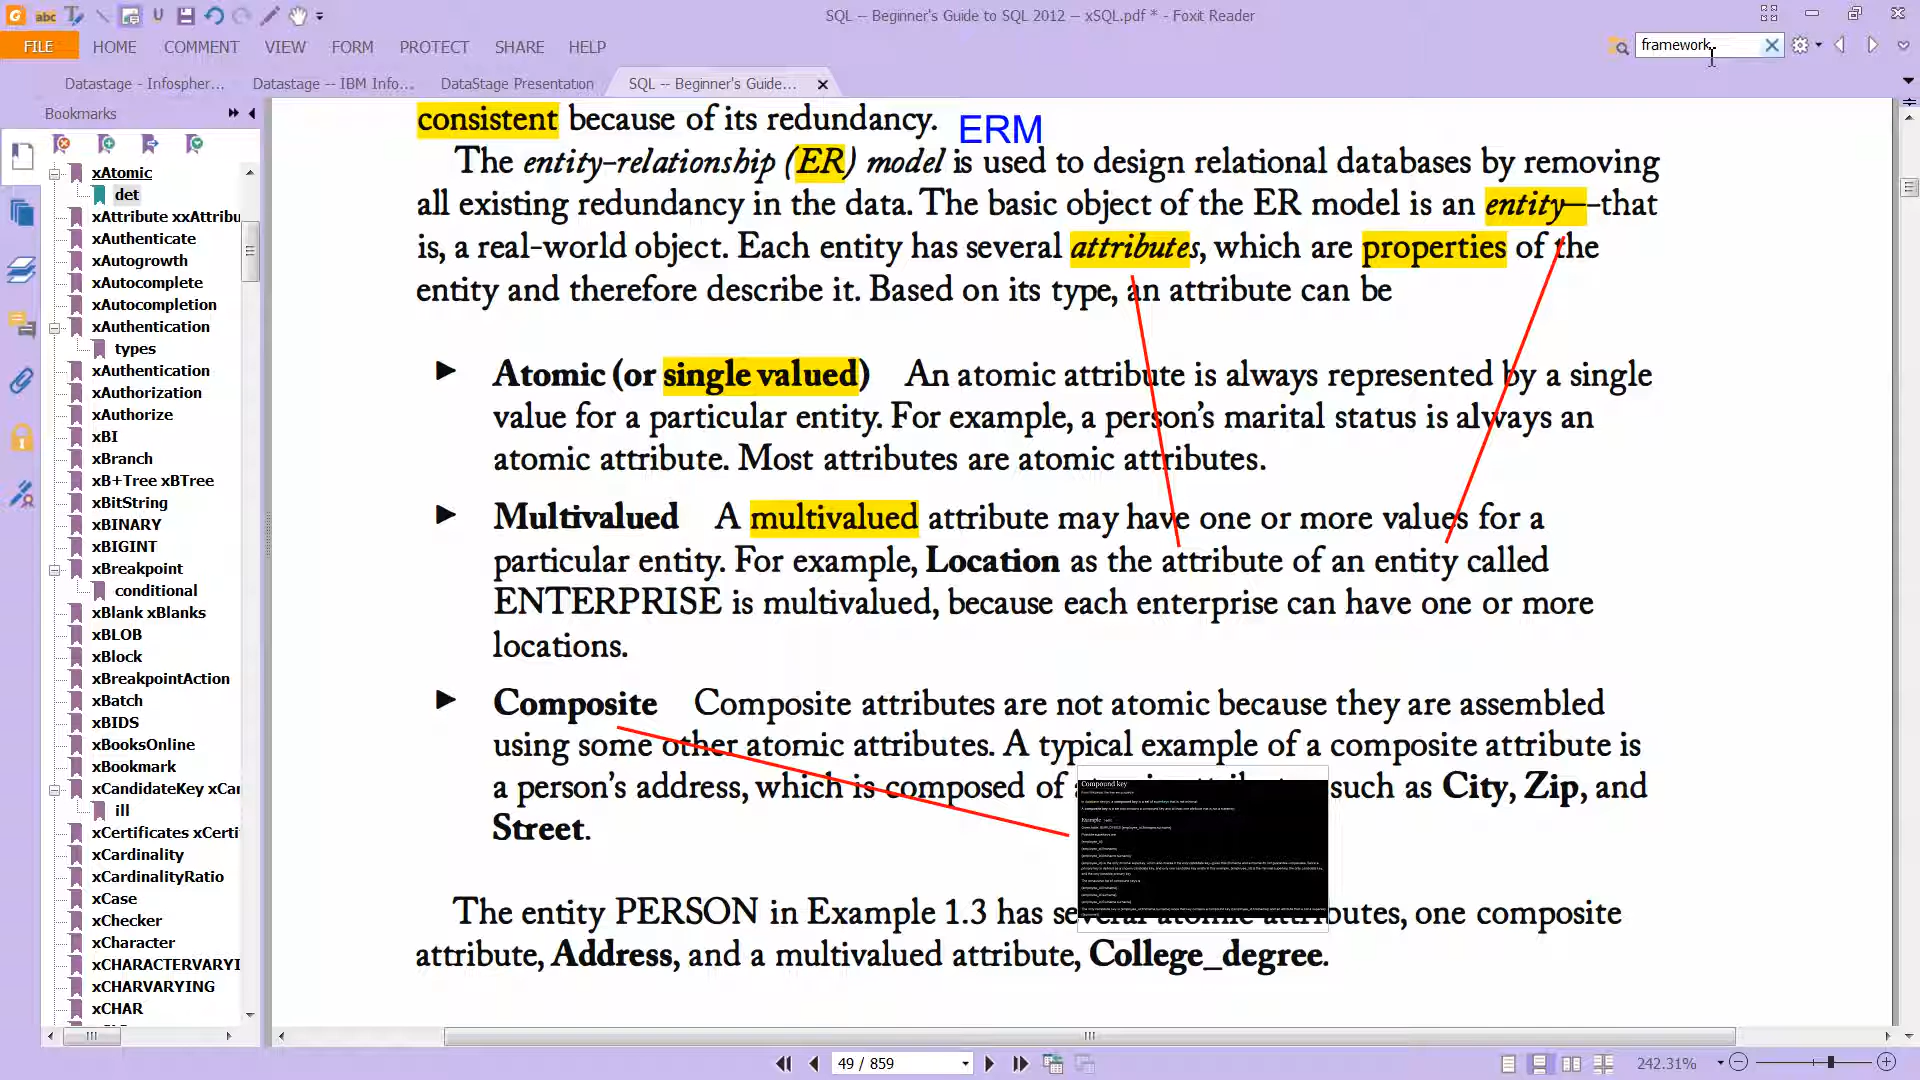 SQL -- Beginner's Guide to SQL 2012 -- xSQL.pdf * - Foxit Reader
FILE HOME COMMENT VIEW FORM PROTECT SHARE HELP
framework.
Datastage - Infospher... Datastage -- IBM Info... DataStage Presentation SQL -- Beginner's Guide...
Bookmarks
xAtomic
det
xAttribute xxAttribu
xAuthenticate
xAutogrowth
xAutocomplete
xAutocompletion
xAuthentication
types
xAuthentication
xAuthorization
xAuthorize
xBI
xBranch
xB+Tree xBTree
xBitString
xBINARY
xBIGINT
xBreakpoint
conditional
xBlank xBlanks
xBLOB
xBlock
xBreakpointAction
xBatch
xBIDS
xBooksOnline
xBookmark
xCandidateKey xCar
ill
xCertificates xCerti
xCardinality
xCardinalityRatio
xCase
xChecker
xCharacter
xCHARACTERVARYI
xCHARVARYING
xCHAR
consistent because of its redundancy. ERM
The entity-relationship (ER) model is used to design relational databases by removing
all existing redundancy in the data. The basic object of the ER model is an entity—-that
is, a real-world object. Each entity has several attributes, which are properties of the
entity and therefore describe it. Based on its type, an attribute can be
► Atomic (or single valued) An atomic attribute is always represented by a single
value for a particular entity. For example, a person's marital status is always an
atomic attribute. Most attributes are atomic attributes.
► Multivalued A multivalued attribute may have one or more values for a
particular entity. For example, Location as the attribute of an entity called
ENTERPRISE is multivalued, because each enterprise can have one or more
locations.
► Composite Composite attributes are not atomic because they are assembled
using some other atomic attributes. A typical example of a composite attribute is
a person's address, which is composed of such as City, Zip, and
Street.
Compound key
Example
The entity PERSON in Example 1.3 has several atomic attributes, one composite
attribute, Address, and a multivalued attribute, College_degree.
49 / 859
242.31%